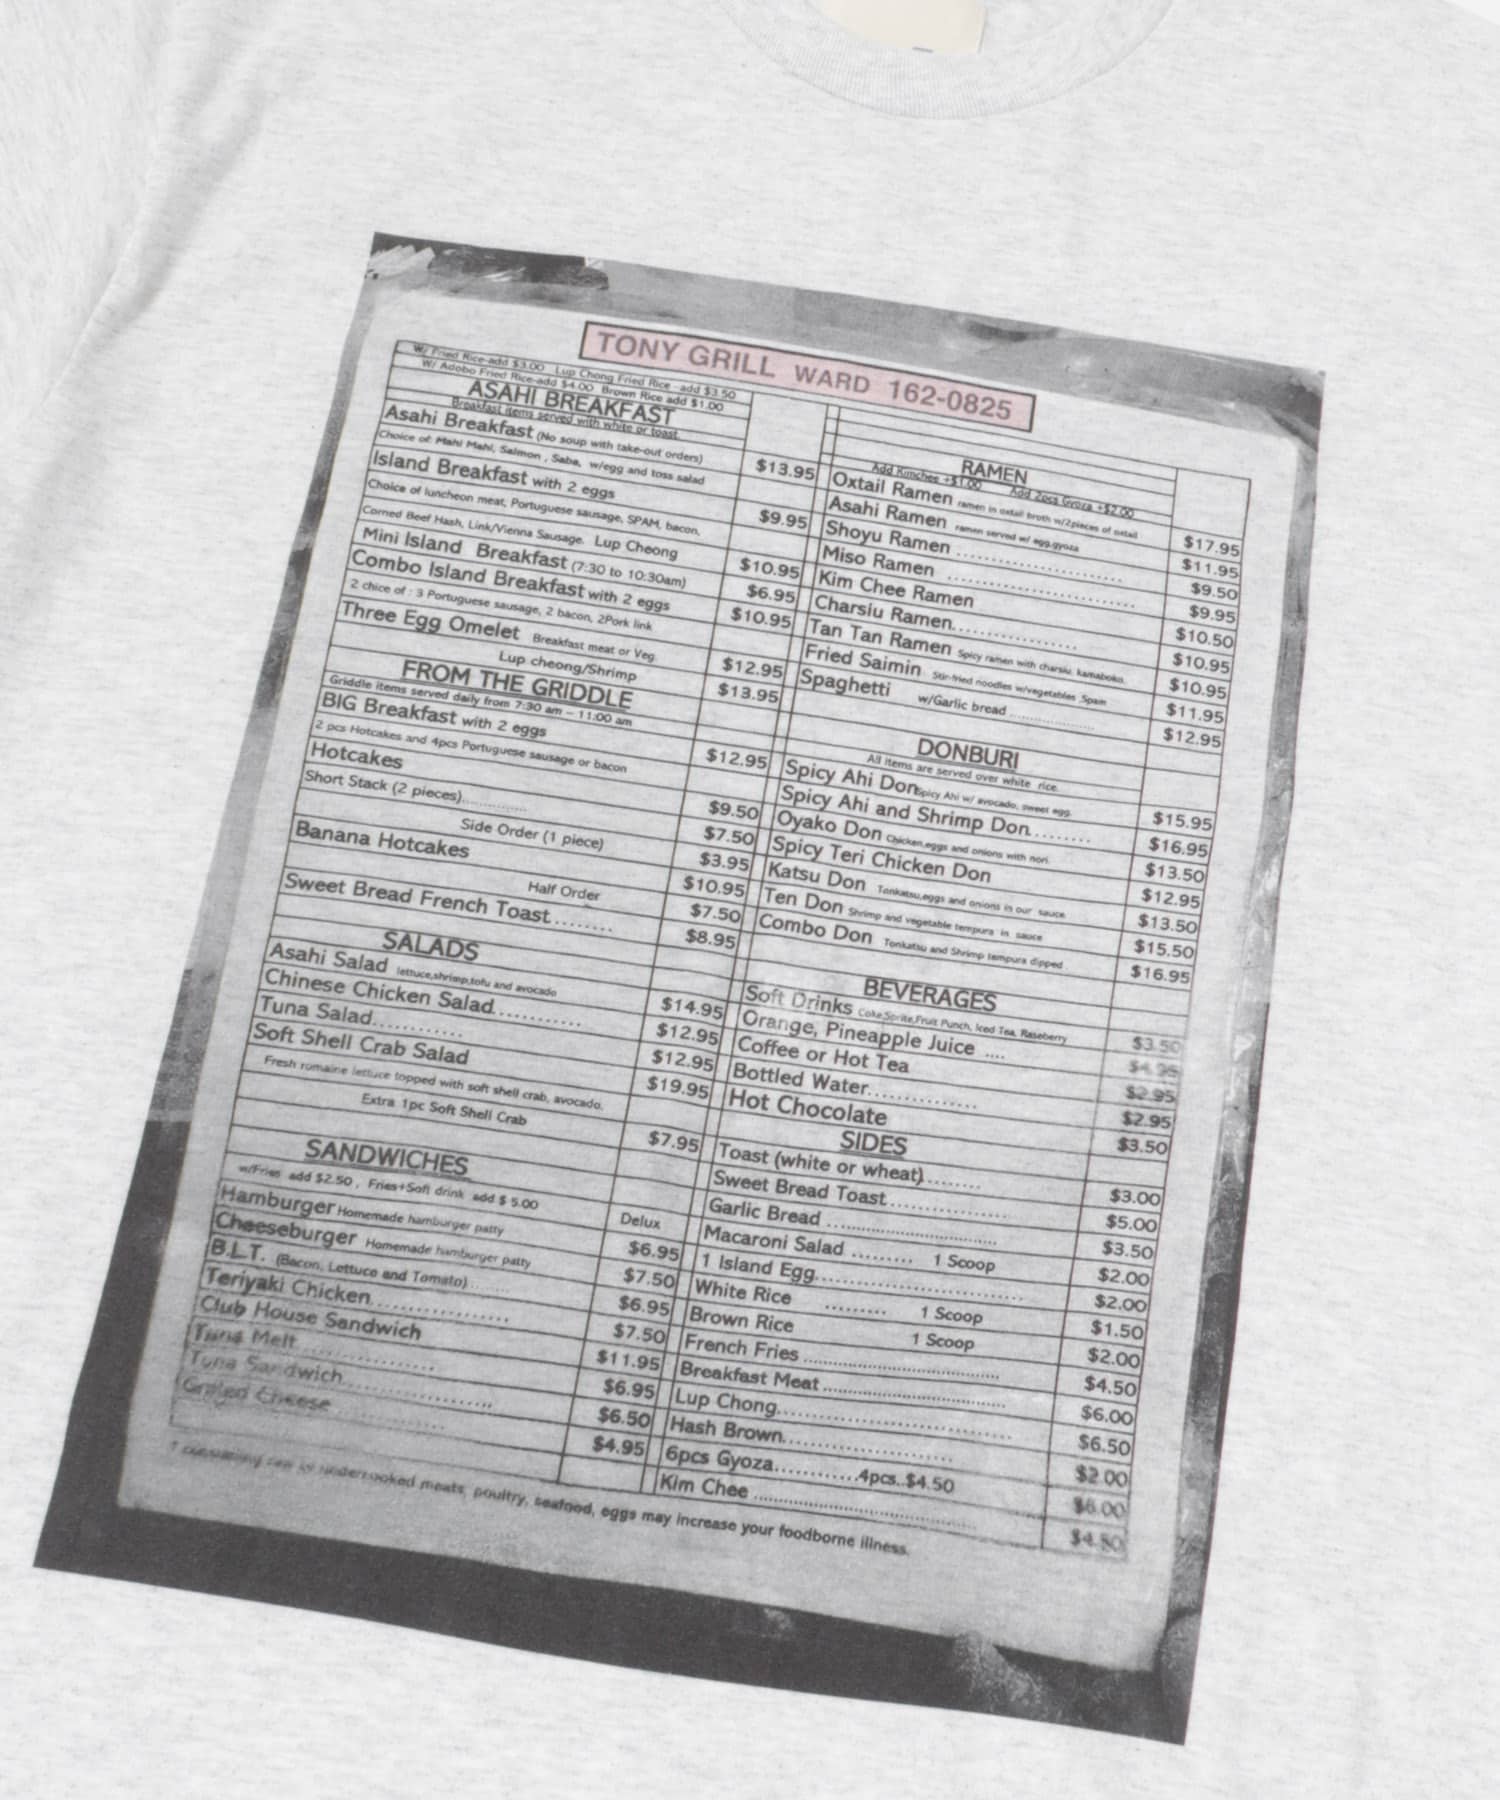 TONY GRILL WARD 162-0825
W/ Fried Rice-add $3.00 Lup Chong Fried Rice -add $3.50
W/ Adobo Fried Rice-add $4.00 Brown Rice add $1.00
ASAHI BREAKFAST
Breakfast items served with white or toast
Asahi Breakfast (No soup with take-out orders)
Choice of: Mahi Mahi, Salmon , Saba, w/egg and toss salad $13.95
Island Breakfast with 2 eggs
Choice of luncheon meat, Portuguese sausage, SPAM, bacon, $9.95
Corned Beef Hash, Link/Vienna Sausage. Lup Cheong $10.95
Mini Island Breakfast (7:30 to 10:30am) $6.95
Combo Island Breakfast with 2 eggs $10.95
2 chice of : 3 Portuguese sausage, 2 bacon, 2Pork link
Three Egg Omelet Breakfast meat or Veg $12.95
Lup cheong/Shrimp $13.95
FROM THE GRIDDLE
Griddle items served daily from 7:30 am – 11:00 am
BIG Breakfast with 2 eggs $12.95
2 pcs Hotcakes and 4pcs Portuguese sausage or bacon
Hotcakes $9.50
Short Stack (2 pieces)............... $7.50
Side Order (1 piece) $3.95
Banana Hotcakes $10.95
Half Order $7.50
Sweet Bread French Toast........ $8.95
SALADS
Asahi Salad lettuce,shrimp,tofu and avocado $14.95
Chinese Chicken Salad............ $12.95
Tuna Salad............ $12.95
Soft Shell Crab Salad $19.95
Fresh romaine lettuce topped with soft shell crab, avocado.
Extra 1pc Soft Shell Crab $7.95
SANDWICHES
w/Fries add $2.50 , Fries+Soft drink add $ 5.00
Delux
Hamburger Homemade hamburger patty $6.95
Cheeseburger Homemade hamburger patty $7.50
B.L.T. (Bacon, Lettuce and Tomato)........ $6.95
Teriyaki Chicken................ $7.50
Club House Sandwich $11.95
Tuna Melt................ $6.95
Tuna Sandwich................ $6.50
Grilled Cheese ............ $4.95
RAMEN
Add Kimchee +$1.00 Add 2pcs Gyoza +$2.00
Oxtail Ramen ramen in oxtail broth w/2pieces of oxtail $17.95
Asahi Ramen ramen served w/ egg,gyoza $11.95
Shoyu Ramen ...................... $9.50
Miso Ramen ........................ $9.95
Kim Chee Ramen $10.50
Charsiu Ramen................ $10.95
Tan Tan Ramen Spicy ramen with charsiu, kamaboko. $10.95
Fried Saimin Stir-fried noodles w/vegetables ,Spam $11.95
Spaghetti w/Garlic bread ..................... $12.95
DONBURI
All items are served over white rice.
Spicy Ahi Don Spicy Ahi w/ avocado, sweet egg. $15.95
Spicy Ahi and Shrimp Don........ $16.95
Oyako Don Chicken,eggs and onions with nori. $13.50
Spicy Teri Chicken Don $12.95
Katsu Don Tonkatsu,eggs and onions in our sauce $13.50
Ten Don Shrimp and vegetable tempura in sauce $15.50
Combo Don Tonkatsu and Shrimp tempura dipped $16.95
BEVERAGES
Soft Drinks Coke,Sprite,Fruit Punch, Iced Tea, Raseberry $3.50
Orange, Pineapple Juice .... $4.95
Coffee or Hot Tea $2.95
Bottled Water.............. $2.95
Hot Chocolate $3.50
SIDES
Toast (white or wheat)........ $3.00
Sweet Bread Toast............... $5.00
Garlic Bread ........................... $3.50
Macaroni Salad ........ 1 Scoop $2.00
1 Island Egg........................... $2.00
White Rice ......... 1 Scoop $1.50
Brown Rice 1 Scoop $2.00
French Fries ............................... $4.50
Breakfast Meat ............................. $6.00
Lup Chong............................ $6.50
Hash Brown.................... $2.00
6pcs Gyoza...........4pcs..$4.50 $6.00
Kim Chee ................................... $4.50
consuming raw or undercooked meats, poultry, seafood, eggs may increase your foodborne illness.